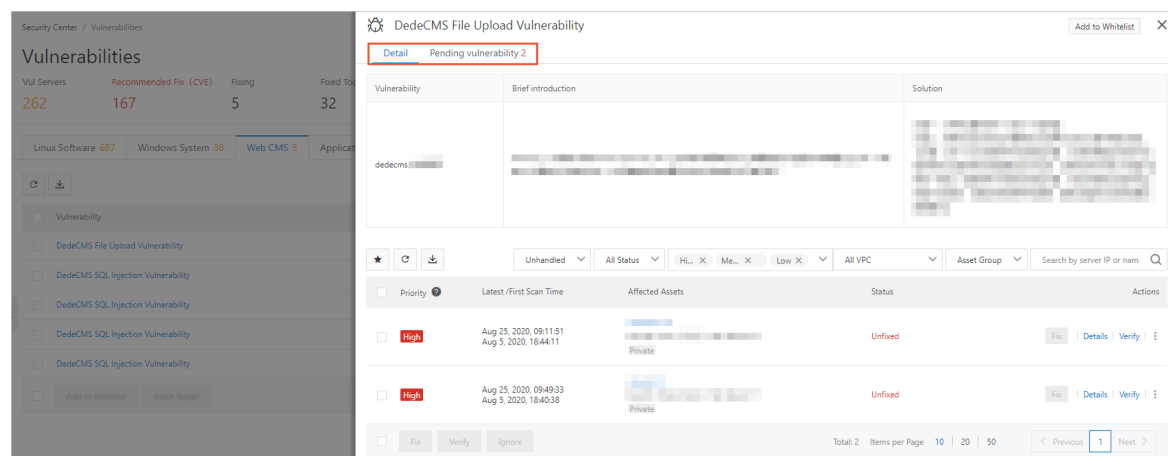 Security Center / Vulnerabilities
Vulnerabilities
Vul Servers Recommended Fix (CVE) Fixing Fixed
262 167 5 32
Linux Software 687 Windows System 38 Web CMS 5
Vulnerability
DedeCMS File Upload Vulnerability
DedeCMS SQL Injection Vulnerability
DedeCMS SQL Injection Vulnerability
DedeCMS SQL Injection Vulnerability
DedeCMS SQL Injection Vulnerability
Add to Whitelist Batch Repair
DedeCMS File Upload Vulnerability Add to Whitelist
Detail Pending vulnerability 2
Vulnerability Brief introduction Solution
dedecms
Unhandled All Status Hi... X Me... X Low X All VPC Asset Group Search by server IP or nam
Priority Latest /First Scan Time Affected Assets Status Actions
High Aug 25, 2020, 09:11:51 Unfixed Fix Details Verify
Aug 5, 2020, 18:44:11
Private
High Aug 25, 2020, 09:49:33 Unfixed Fix Details Verify
Aug 5, 2020, 18:40:38
Private
Fix Verify Ignore Total: 2 Items per Page 10 20 50 < Previous 1 Next >